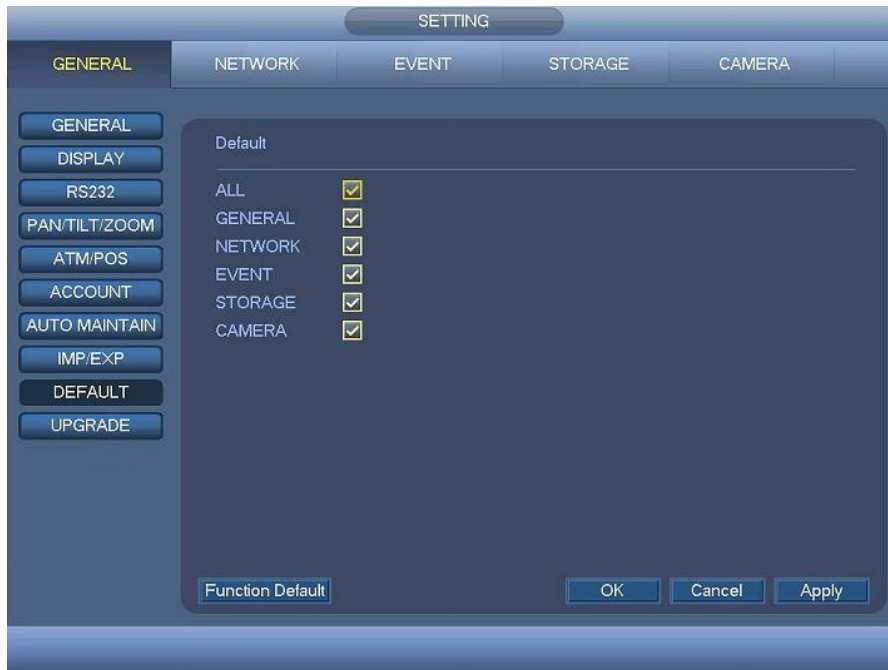 SETTING
GENERAL NETWORK EVENT STORAGE CAMERA
GENERAL
DISPLAY
RS232
PAN/TILT/ZOOM
ATM/POS
ACCOUNT
AUTO MAINTAIN
IMP/EXP
DEFAULT
UPGRADE
Default
ALL
GENERAL
NETWORK
EVENT
STORAGE
CAMERA
Function Default OK Cancel Apply